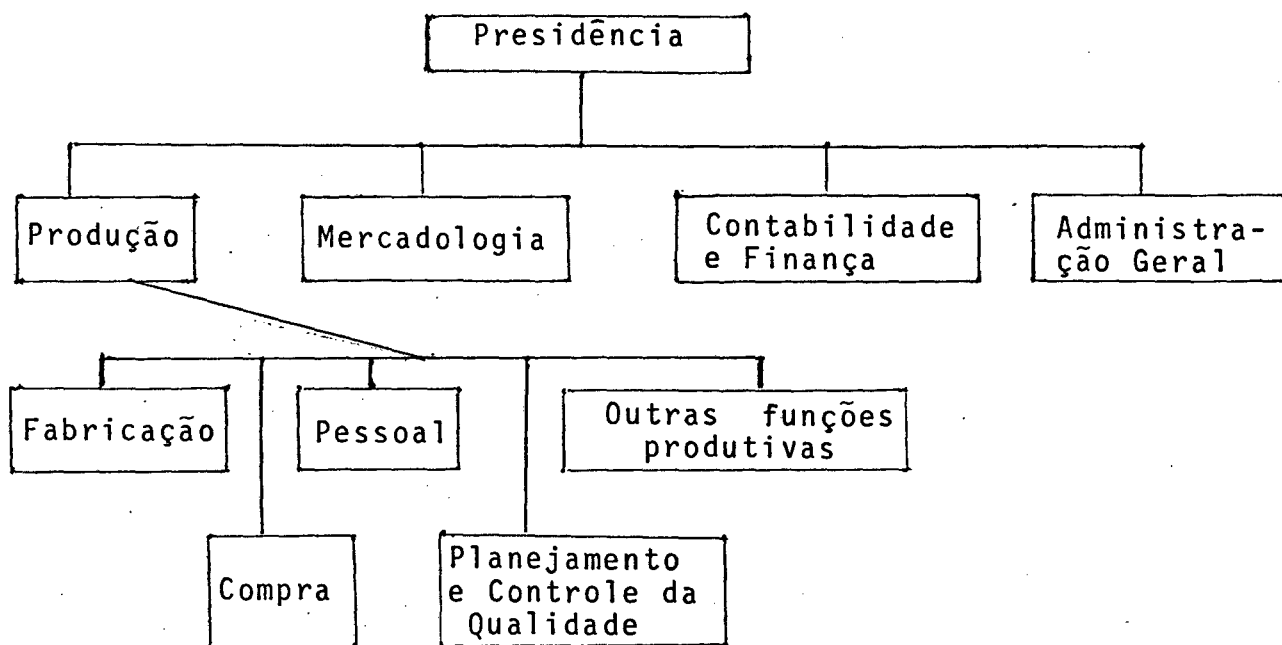 Presidência
Produção
Mercadologia
Contabilidade
e Finança
Administra-
ção Geral
Fabricação
Pessoal
Outras funções
produtivas
Compra
Planejamento
e Controle da
Qualidade